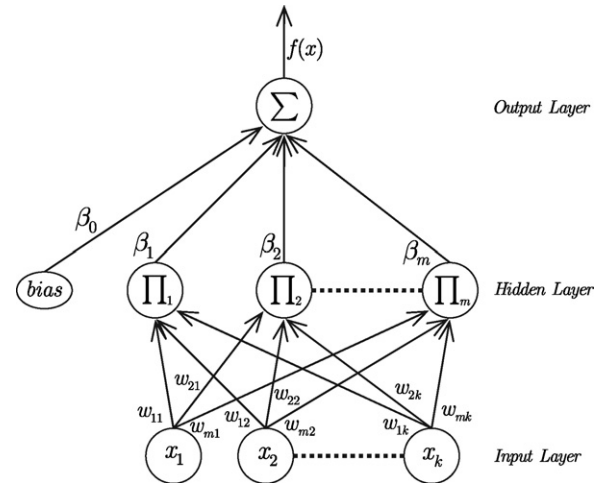 f(x)
Σ Output Layer
β₀ β₁ β₂ βₘ
bias ∏₁ ∏₂ ∏ₘ Hidden Layer
w₂₁ w₂₂ w₂ₖ
w₁₁ wₘ₁ w₁₂ wₘ₂ w₁ₖ wₘₖ
x₁ x₂ xₖ Input Layer